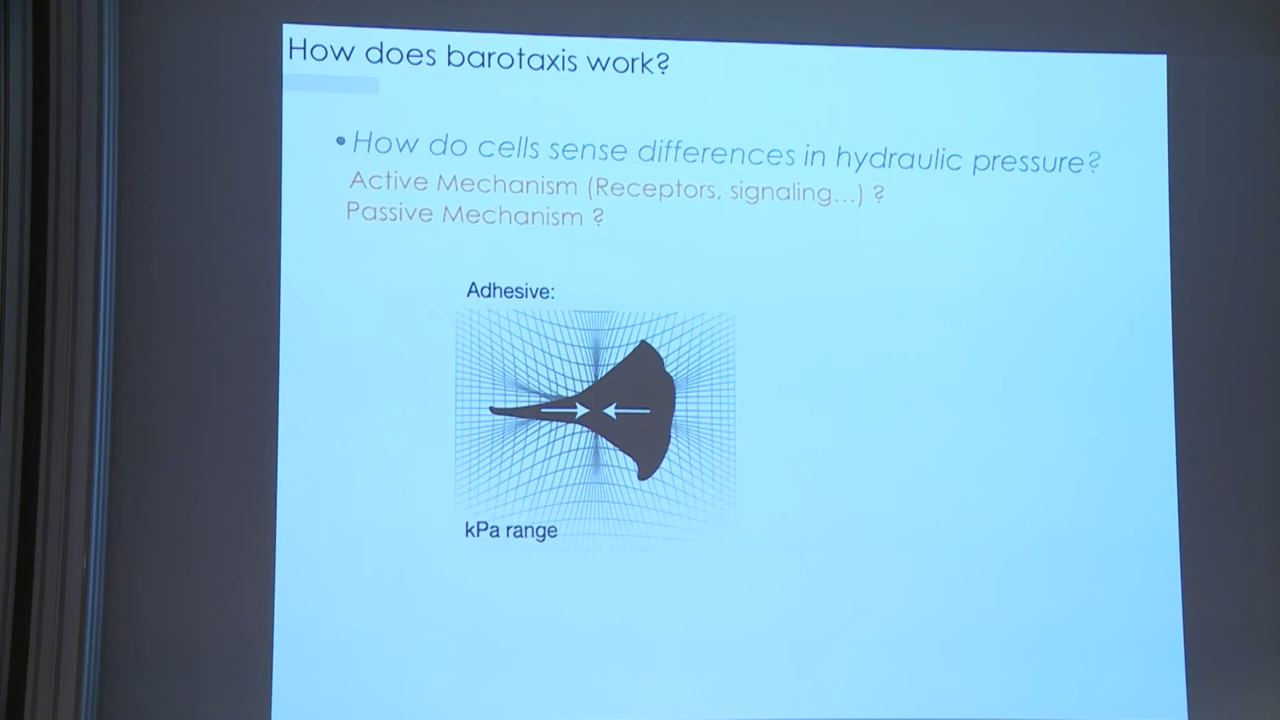 How does barotaxis work?
• How do cells sense differences in hydraulic pressure?
Active Mechanism (Receptors, signaling...) ?
Passive Mechanism ?
Adhesive:
kPa range